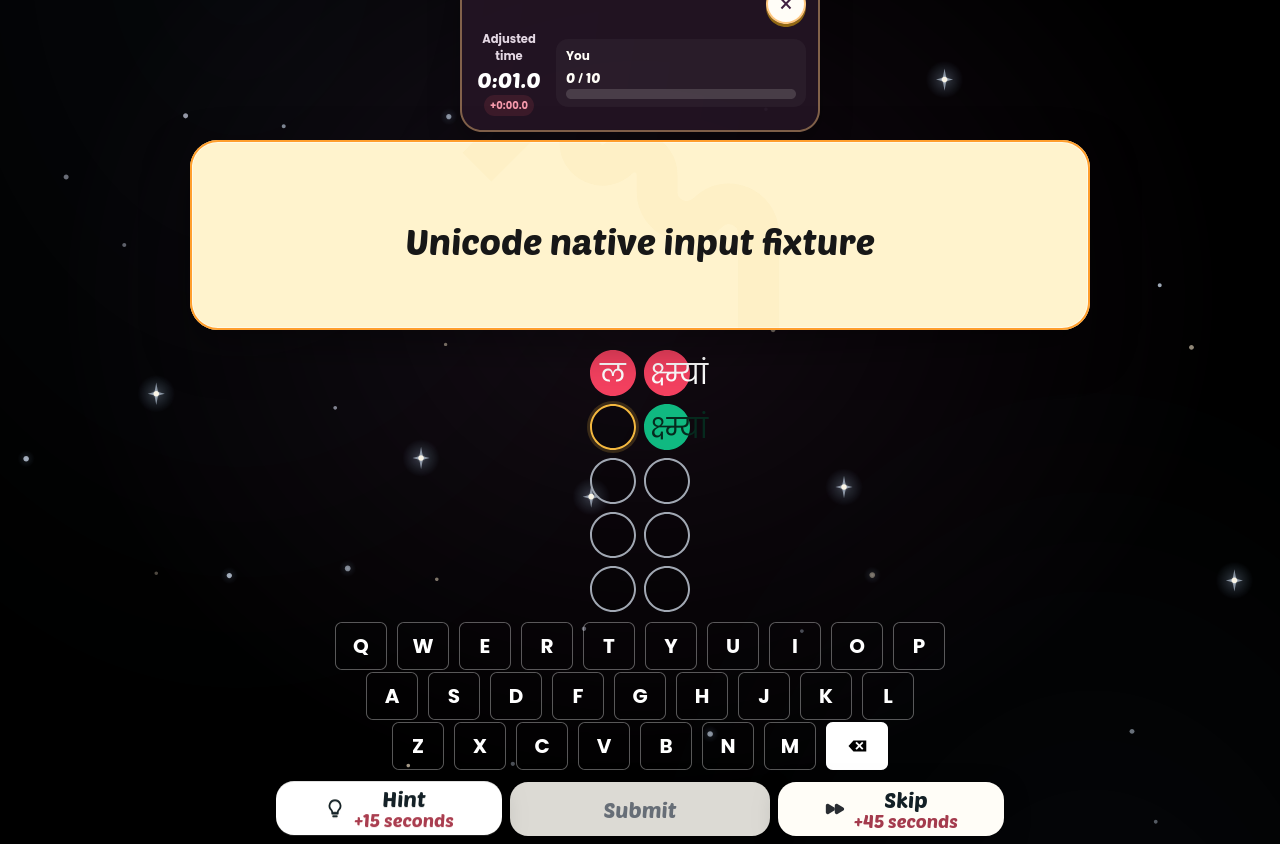 Adjusted time
0:01.0
+0:00.0
You
0 / 10
Unicode native input fixture
ल क्ष्म्यां
क्ष्म्यां
Q W E R T Y U I O P
A S D F G H J K L
Z X C V B N M
Hint
+15 seconds
Submit
Skip
+45 seconds